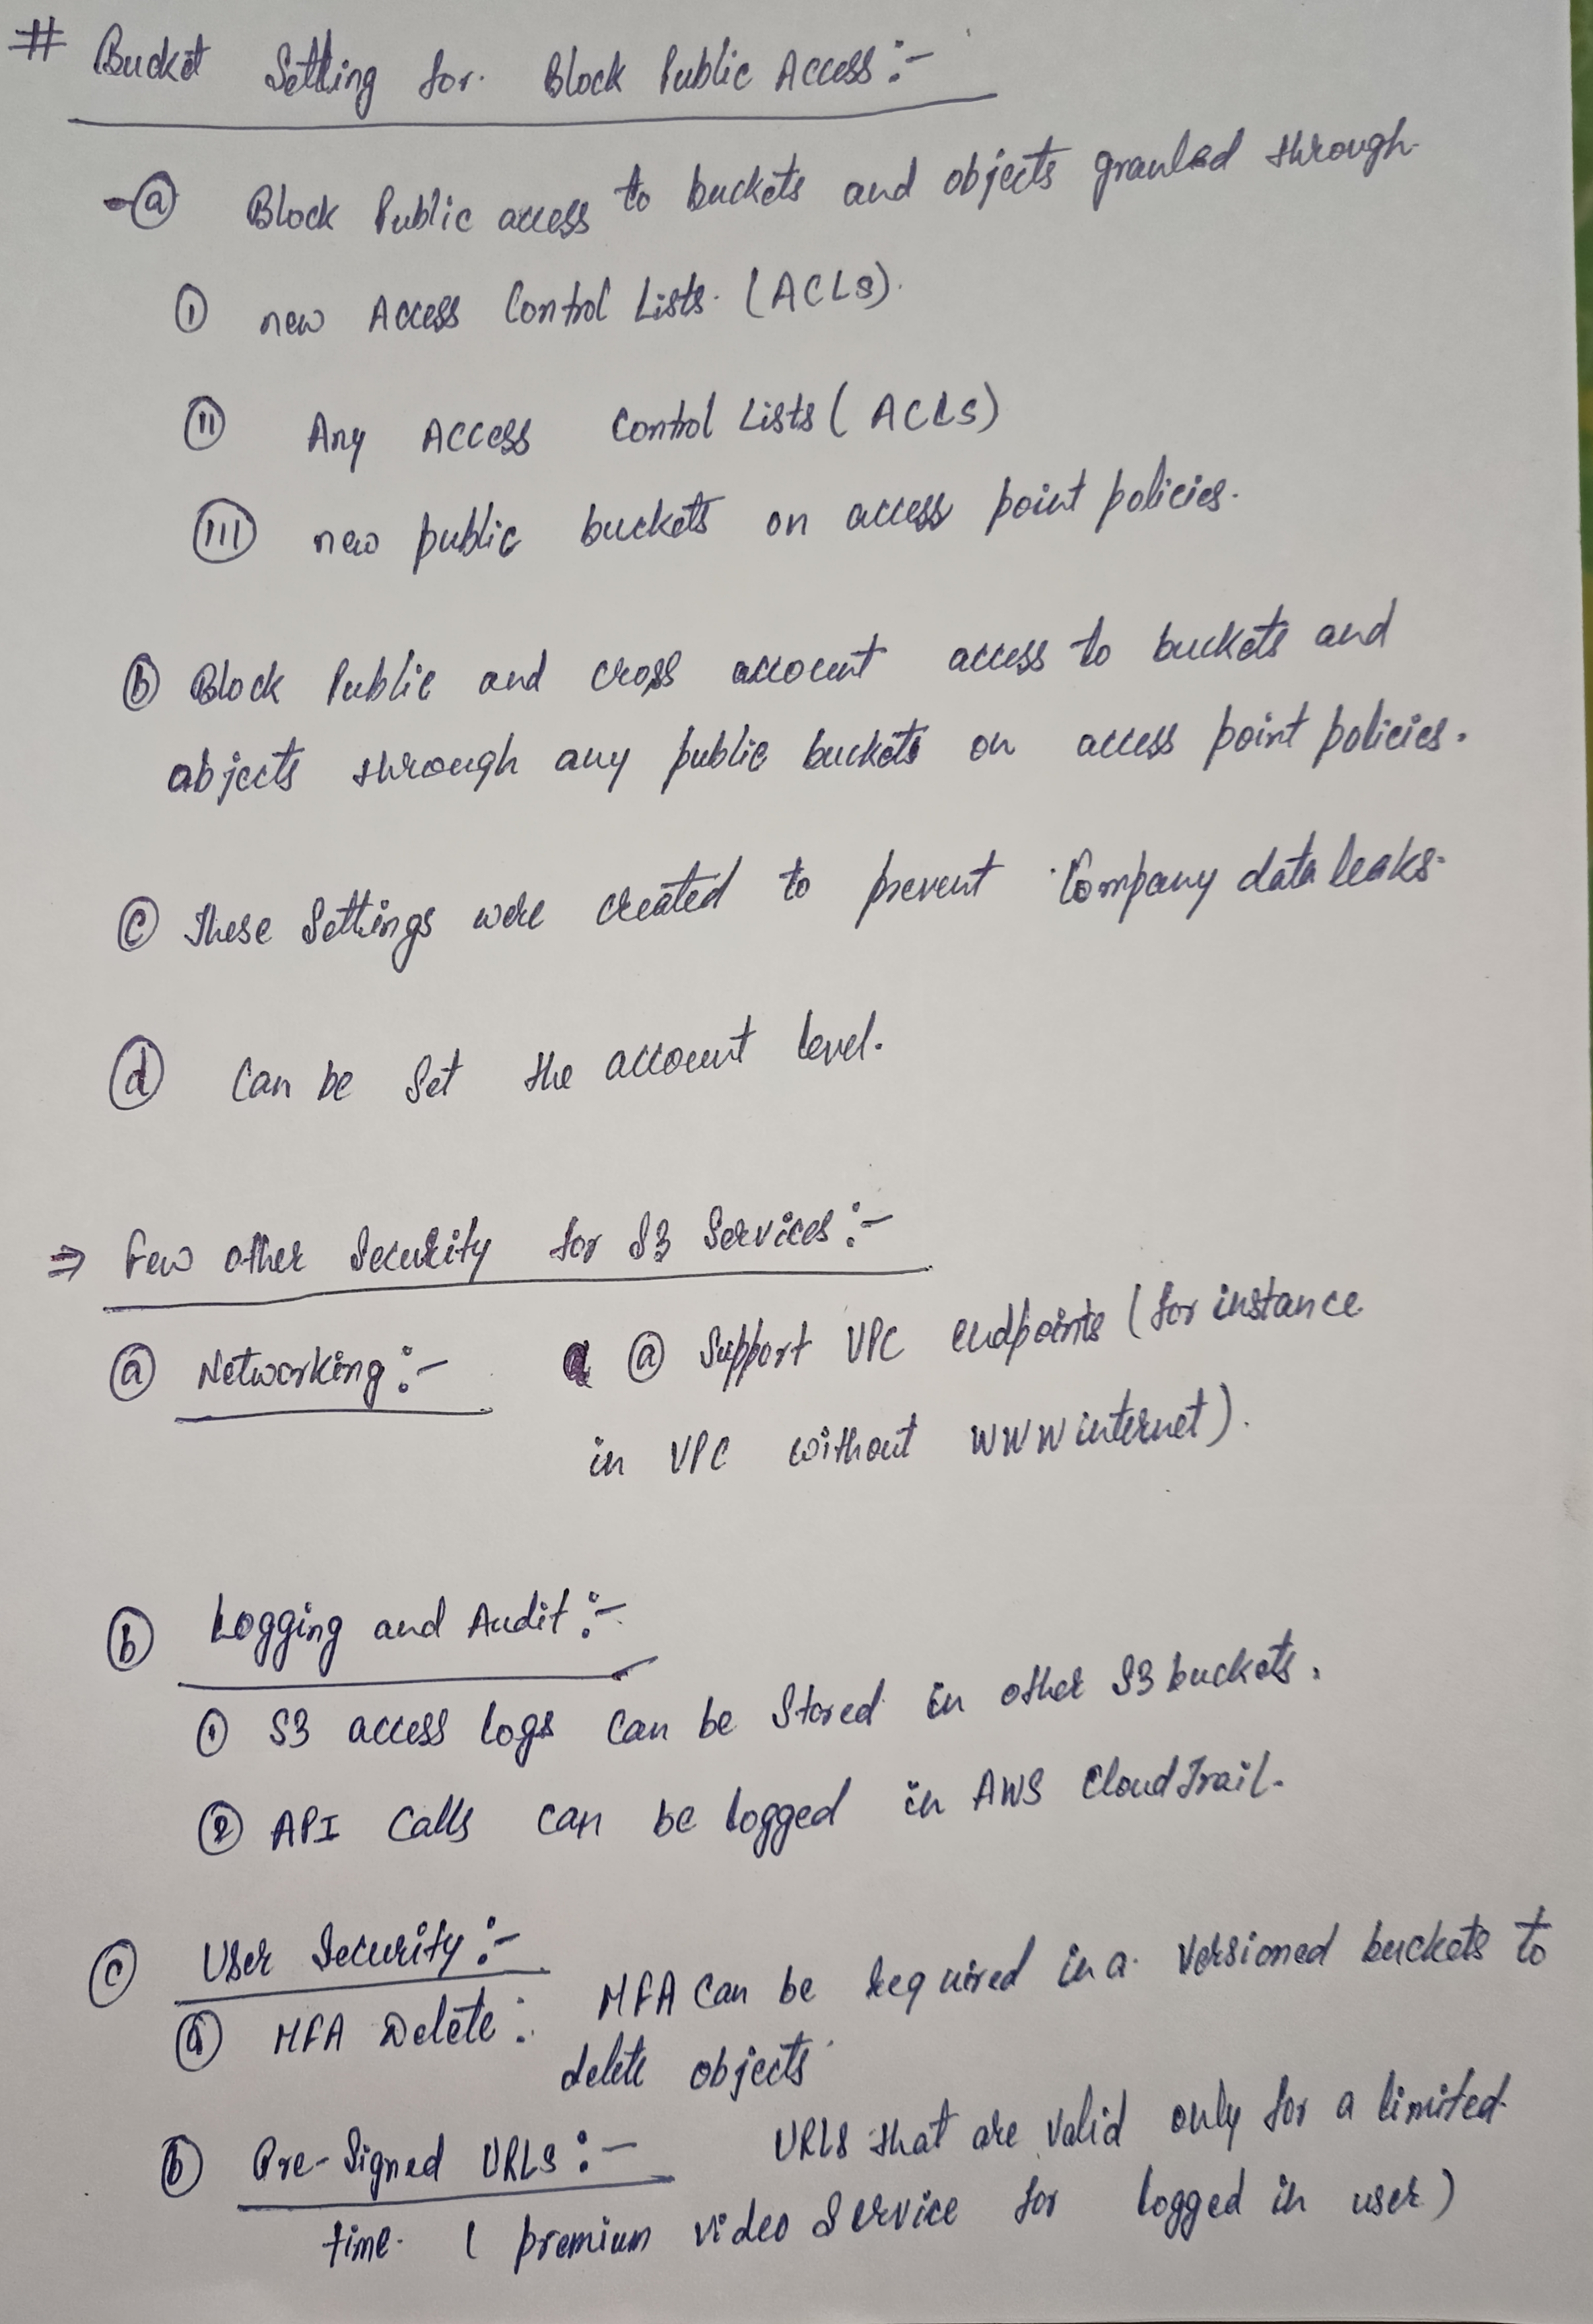 # Bucket Setting for Block Public Access:-
(a) Block Public access to buckets and objects granted through
(I) new Access Control Lists (ACLs).
(II) Any Access Control Lists (ACLS)
(III) new public buckets on access point policies.
(b) Block Public and cross account access to buckets and
objects through any public buckets on access point policies.
(c) These Settings were created to prevent Company data leaks.
(d) Can be Set the account level.
⇒ Few other Security for S3 Services:-
(a) Networking:- (a) Support VPC endpoints (for instance
in VPC without WWW internet).
(b) Logging and Audit:-
(1) S3 access logs can be Stored in other S3 buckets.
(2) API Calls can be logged in AWS CloudTrail.
(c) User Security:-
(a) MFA Delete: MFA can be required in a versioned buckets to
delete objects
(b) Pre-Signed URLs:- URLs that are valid only for a limited
time. ( premium video Service for logged in user)